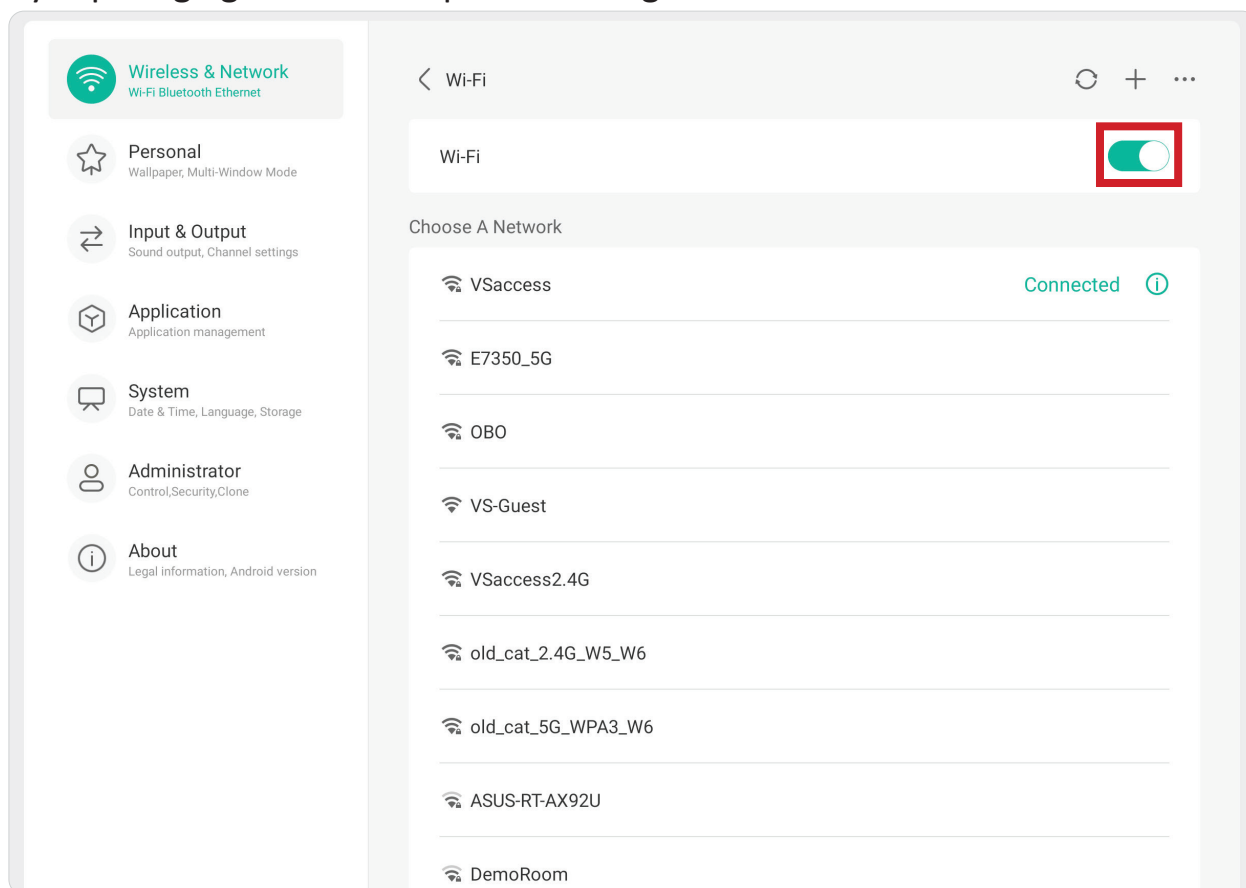 Wireless & Network
Wi-Fi Bluetooth Ethernet
Personal
Wallpaper, Multi-Window Mode
Input & Output
Sound output, Channel settings
Application
Application management
System
Date & Time, Language, Storage
Administrator
Control,Security,Clone
About
Legal information, Android version
Wi-Fi
Wi-Fi
Choose A Network
VSaccess Connected
E7350_5G
OBO
VS-Guest
VSaccess2.4G
old_cat_2.4G_W5_W6
old_cat_5G_WPA3_W6
ASUS-RT-AX92U
DemoRoom